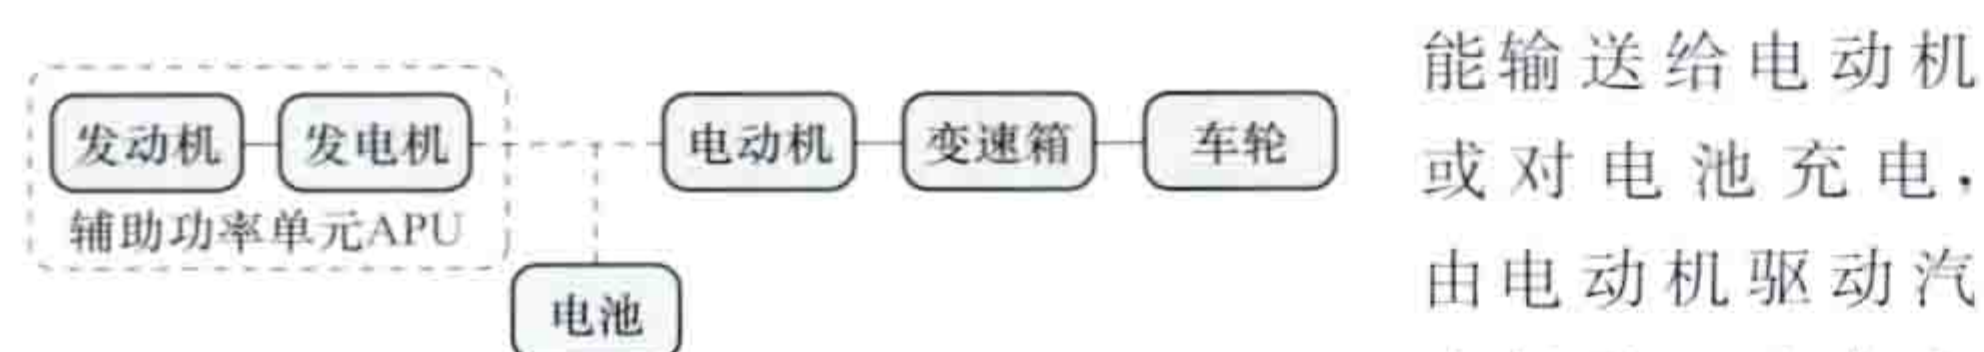 发动机 发电机 电动机 变速箱 车轮
辅助功率单元APU
电池
能输送给电动机
或对电池充电，
由电动机驱动汽